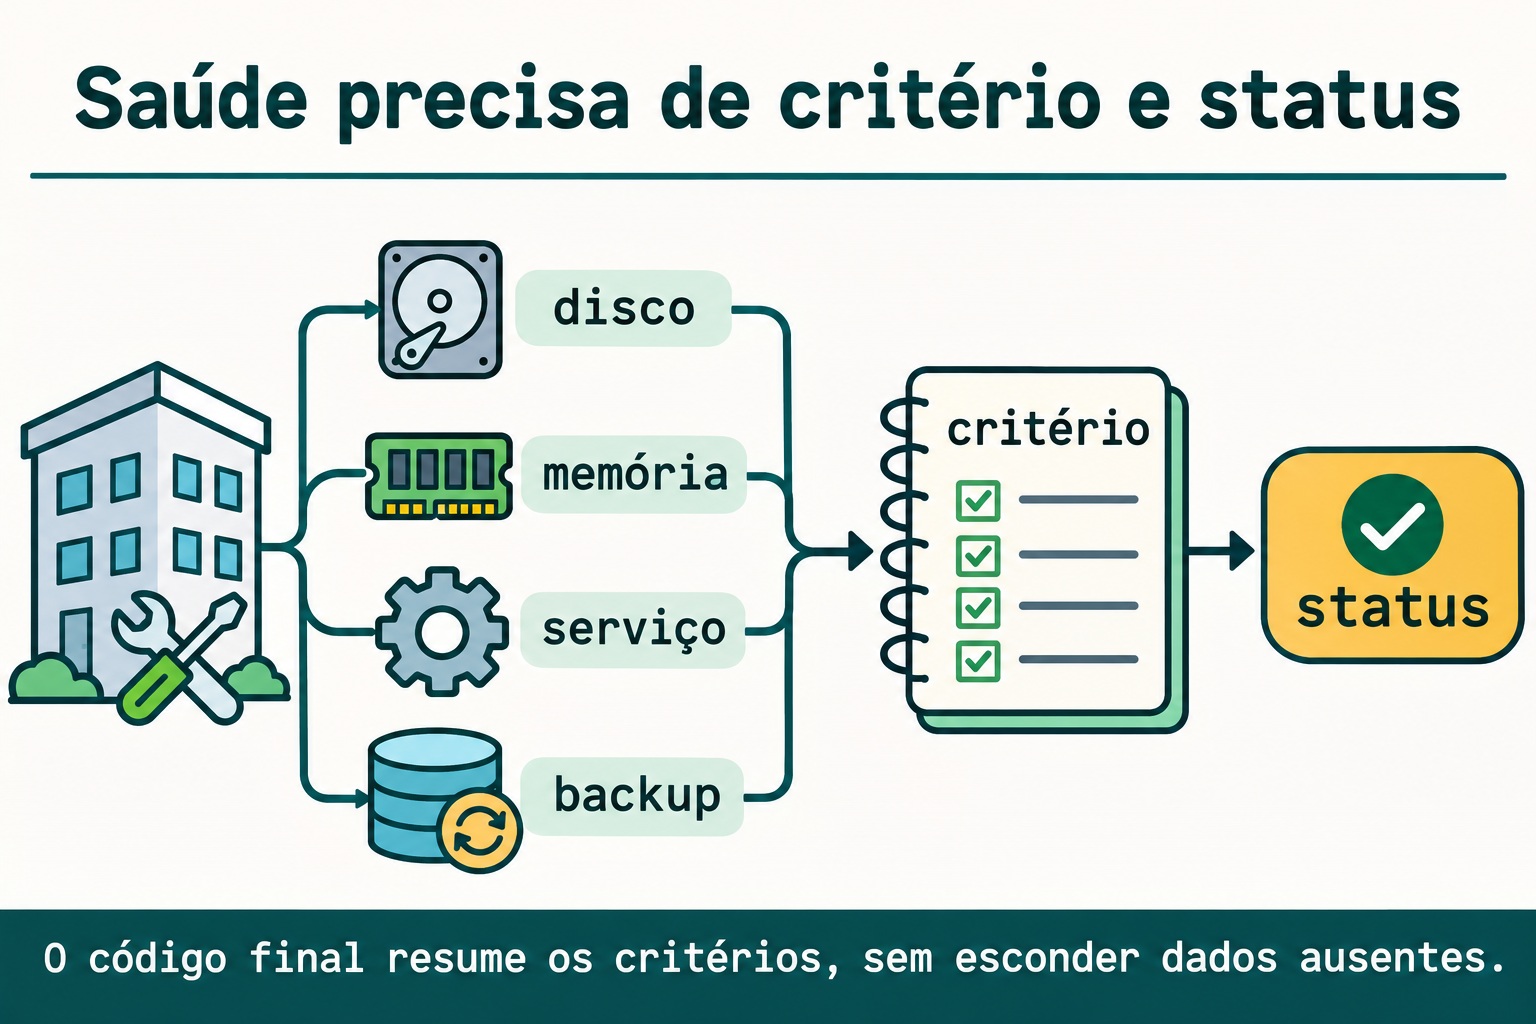 Saúde precisa de critério e status
disco
memória
serviço
backup
critério
status
O código final resume os critérios, sem esconder dados ausentes.